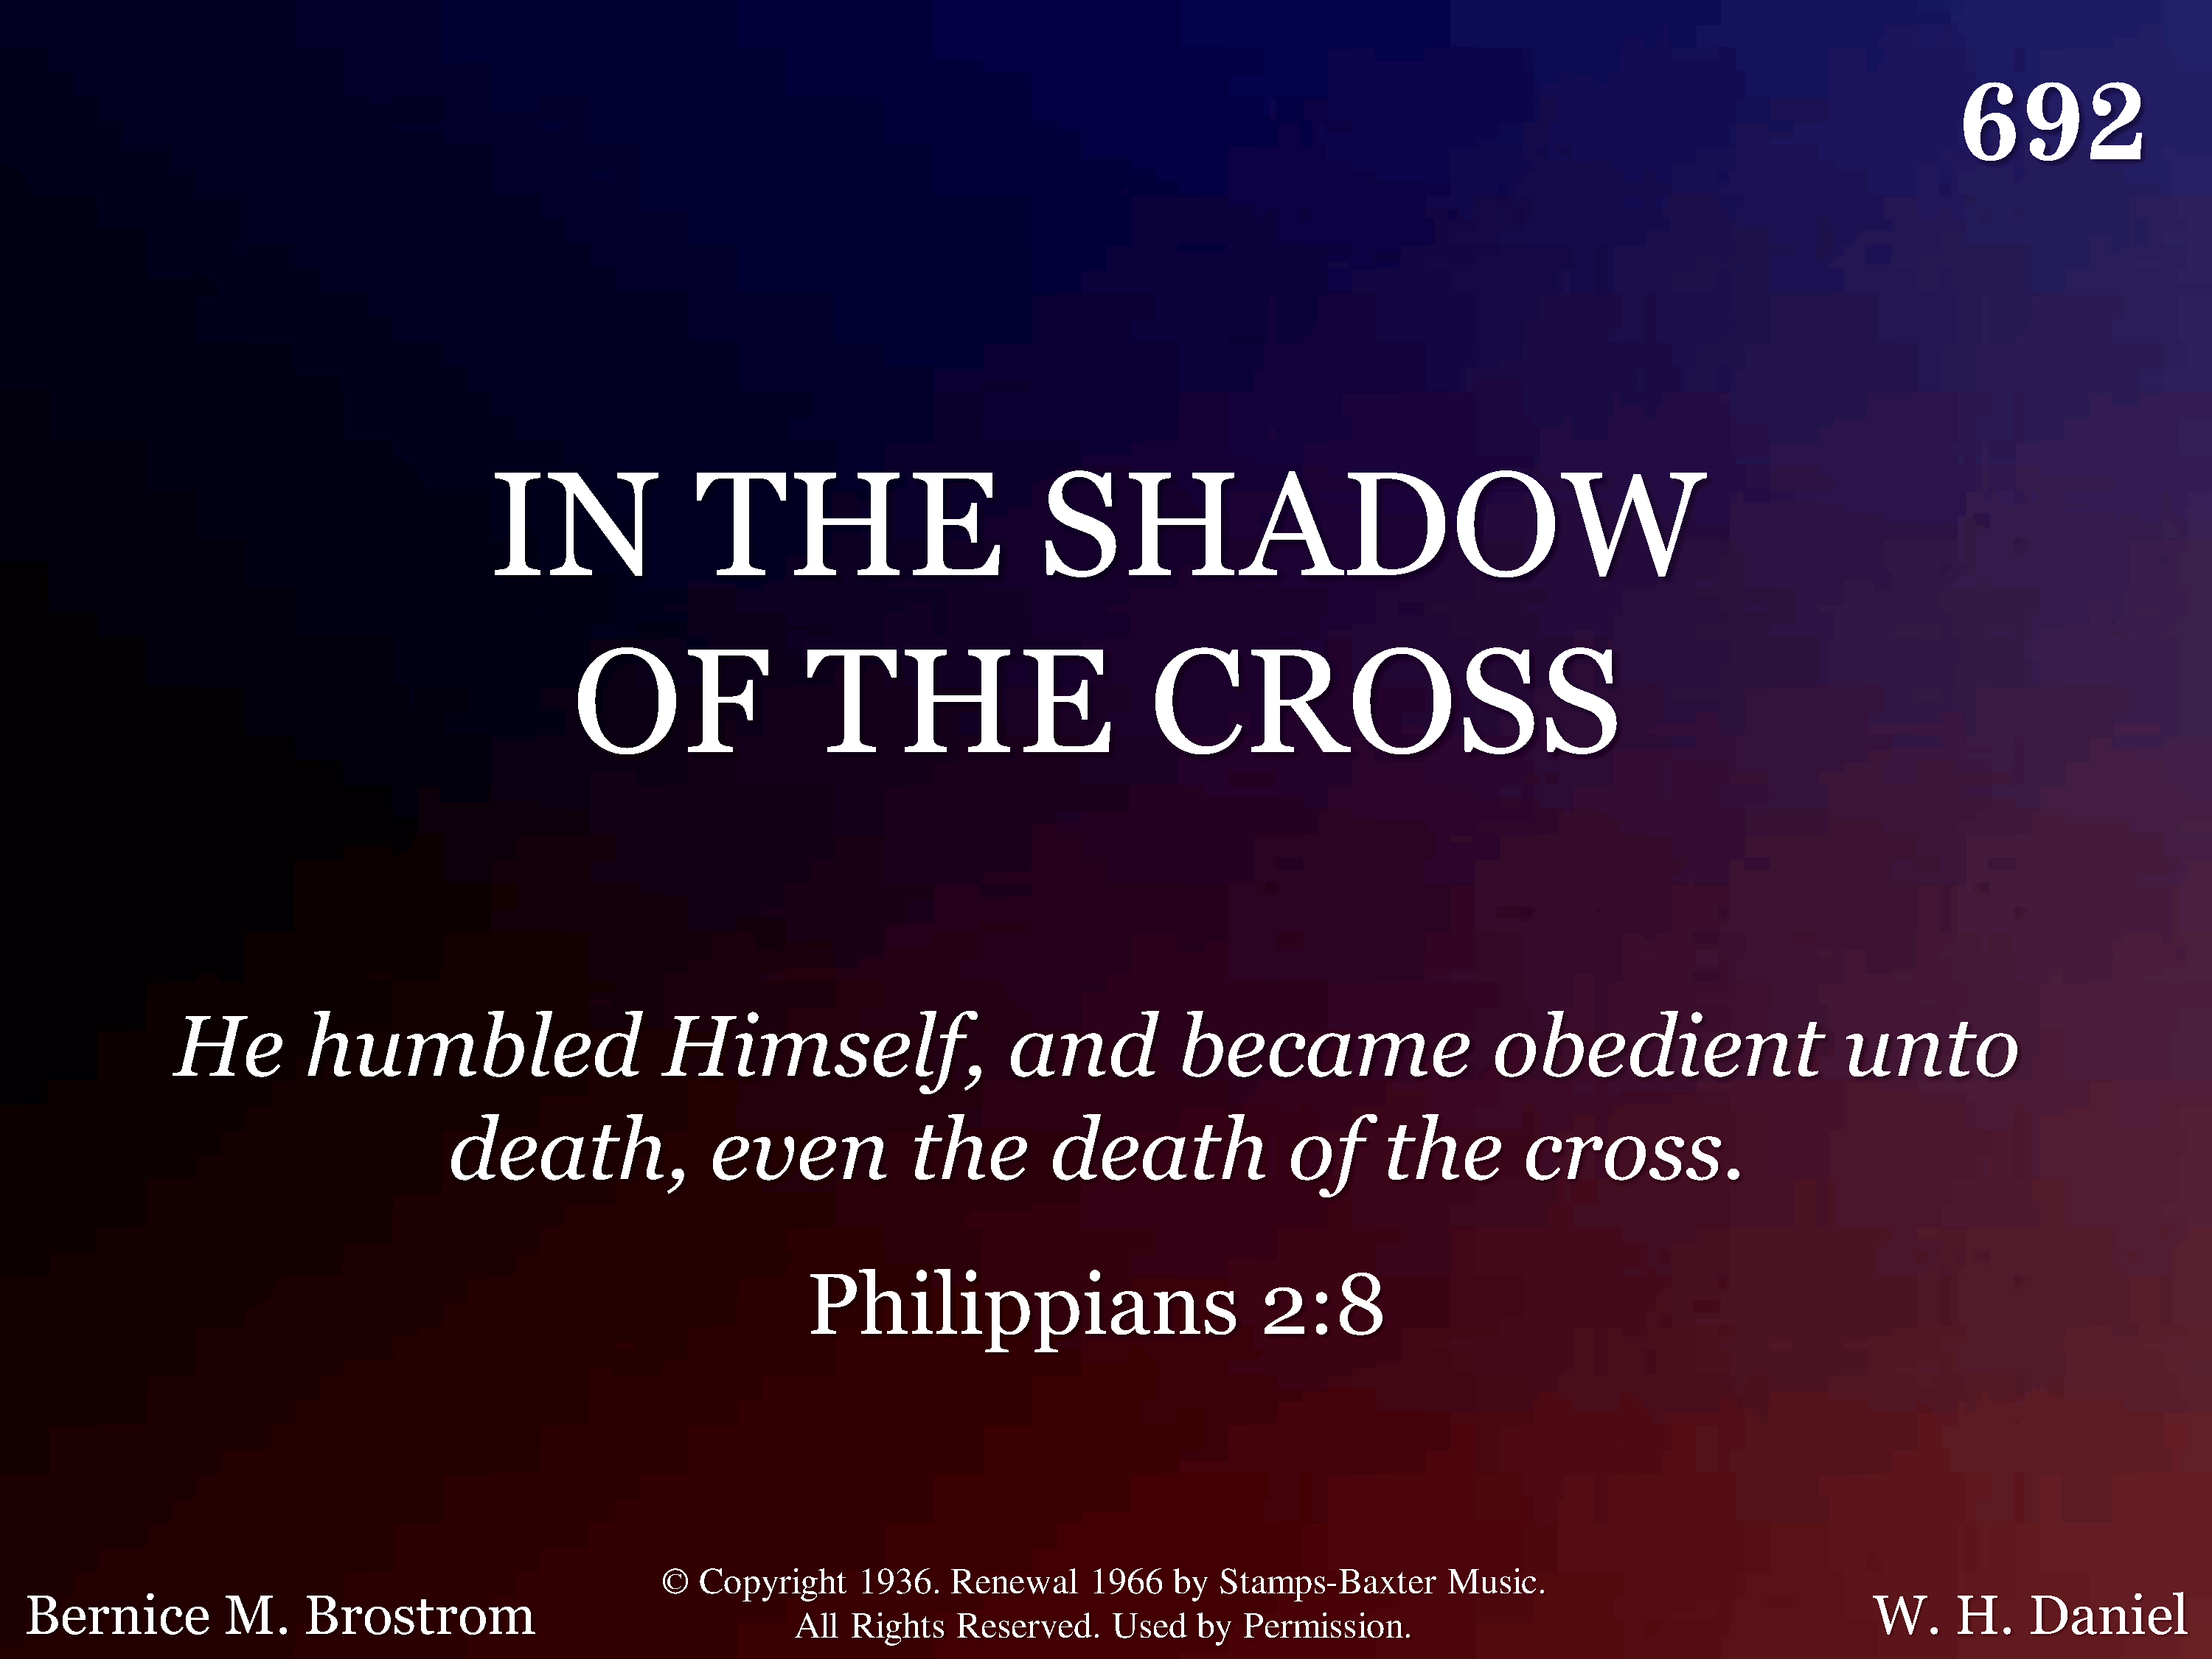 692
IN THE SHADOW
OF THE CROSS
He humbled Himself, and became obedient unto
death, even the death of the cross.
Philippians 2:8
© Copyright 1936. Renewal 1966 by Stamps-Baxter Music.
All Rights Reserved. Used by Permission.
Bernice M. Brostrom
W. H. Daniel